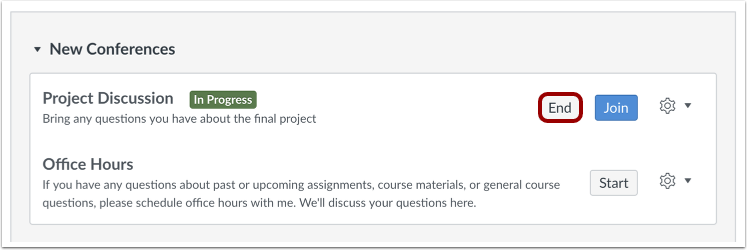 New Conferences
Project Discussion In Progress
Bring any questions you have about the final project
End Join
Office Hours
If you have any questions about past or upcoming assignments, course materials, or general course
questions, please schedule office hours with me. We'll discuss your questions here.
Start